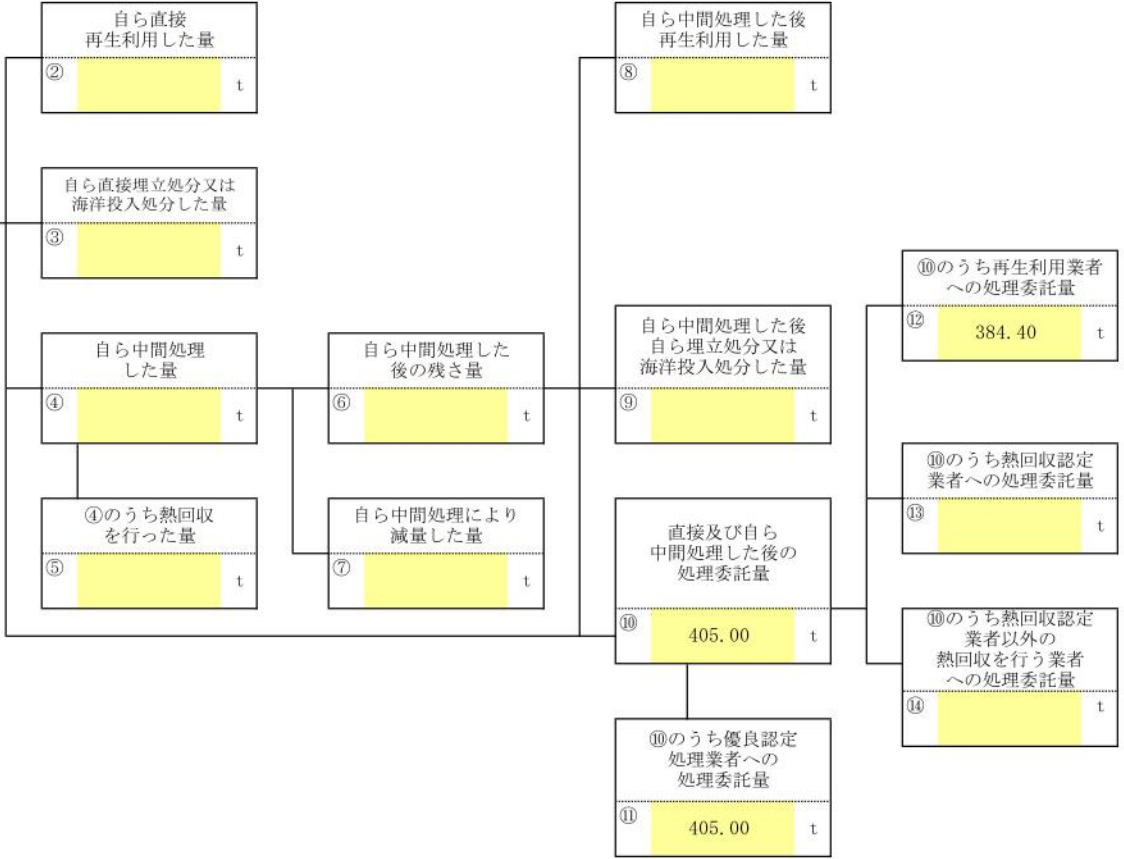 自ら直接
再生利用した量
②
t
自ら中間処理した後
再生利用した量
⑧
t
自ら直接埋立処分又は
海洋投入処分した量
③
t
⑩のうち再生利用業者
への処理委託量
⑫
384.40
t
自ら中間処理
した量
④
t
自ら中間処理した
後の残さ量
⑥
t
自ら中間処理した後
自ら埋立処分又は
海洋投入処分した量
⑨
t
⑩のうち熱回収認定
業者への処理委託量
⑬
t
④のうち熱回収
を行った量
⑤
t
自ら中間処理により
減量した量
⑦
t
直接及び自ら
中間処理した後の
処理委託量
⑩
405.00
t
⑩のうち熱回収認定
業者以外の
熱回収を行う業者
への処理委託量
⑭
t
⑩のうち優良認定
処理業者への
処理委託量
⑪
405.00
t